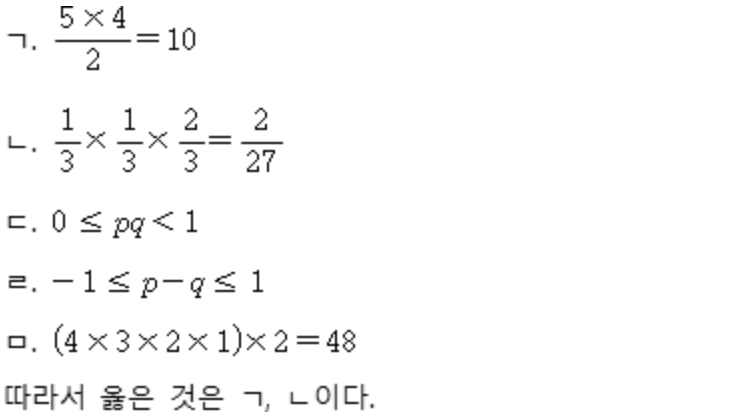 ㄱ. 5×4/2=10
ㄴ. 1/3×1/3×2/3=2/27
ㄷ. 0≤pq<1
ㄹ. -1≤p-q≤1
ㅁ. (4×3×2×1)×2=48
따라서 옳은 것은 ㄱ, ㄴ이다.